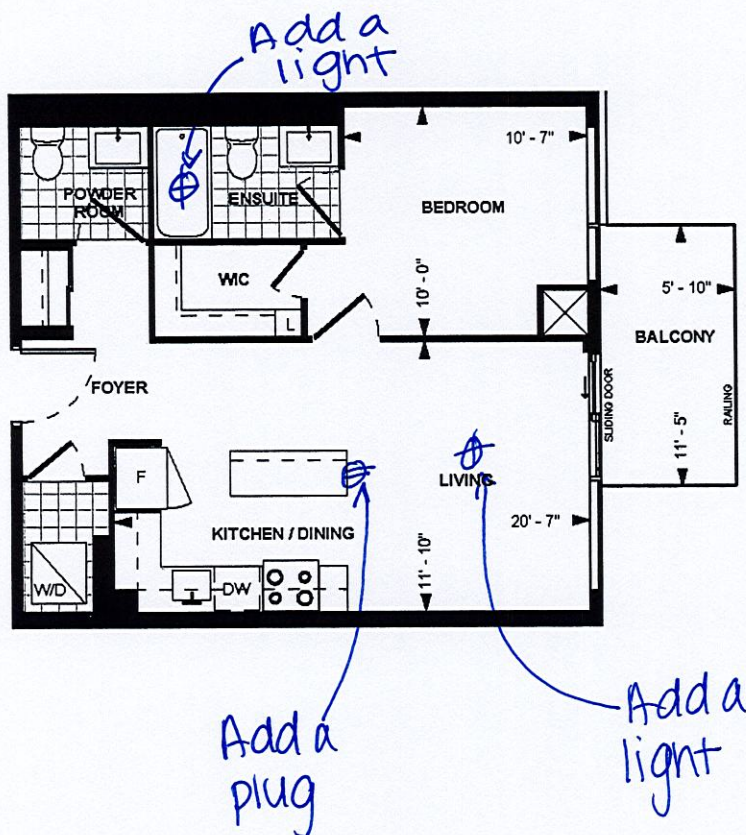 Add a
light
10' - 7"
POWDER
ROOM
ENSUITE
BEDROOM
WIC
10' - 0"
5' - 10"
L
BALCONY
FOYER
SLIDING DOOR
RAILING
11' - 5"
F
LIVING
KITCHEN / DINING
20' - 7"
11' - 10"
W/D
DW
Add a
plug
Add a
light